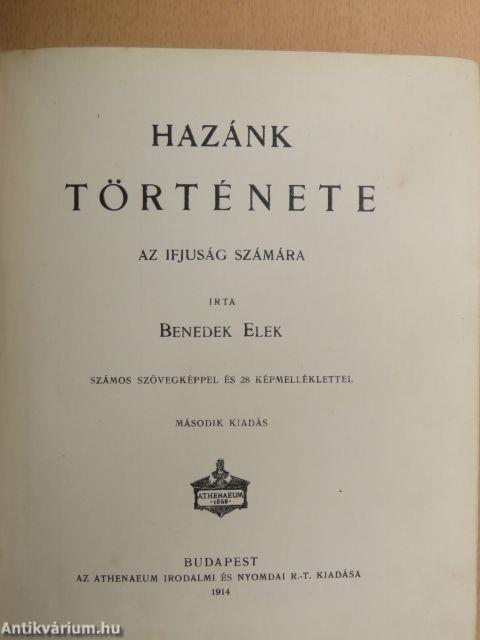 HAZÁNK
TÖRTÉNETE
AZ IFJUSÁG SZÁMÁRA
IRTA
BENEDEK ELEK
SZÁMOS SZÖVEGKÉPPEL ÉS 28 KÉPMELLÉKLETTEL
MÁSODIK KIADÁS
ATHENAEUM
·1868·
BUDAPEST
AZ ATHENAEUM IRODALMI ÉS NYOMDAI R.-T. KIADÁSA
1914
Antikvárium.hu